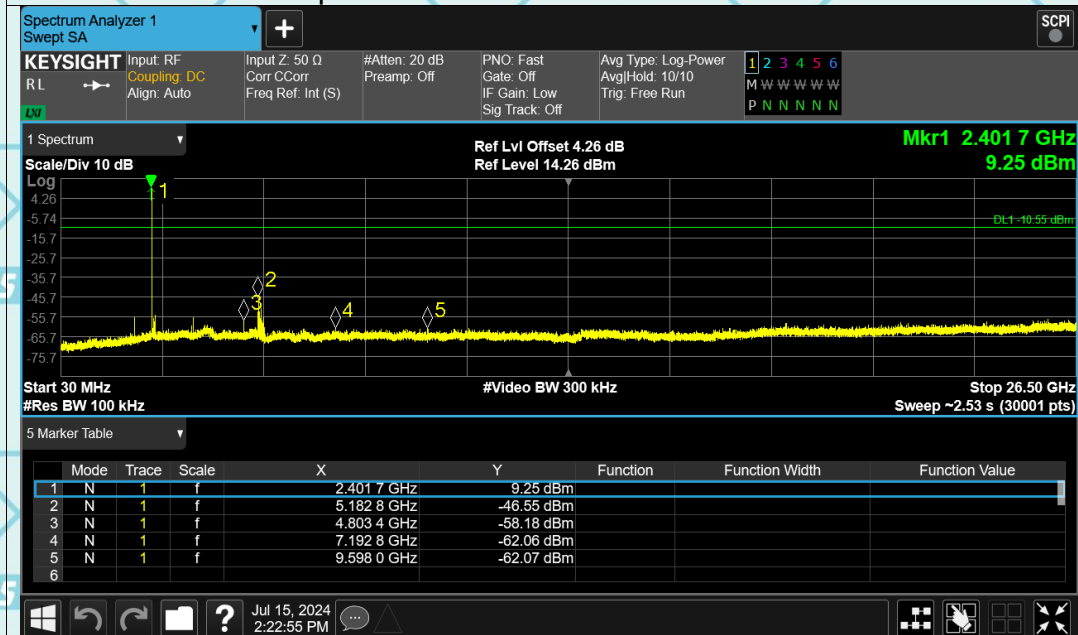 Spectrum Analyzer 1
Swept SA
+
SCPI
KEYSIGHT
R L
LXI
Input: RF
Coupling: DC
Align: Auto
Input Z: 50 Ω
Corr CCorr
Freq Ref: Int (S)
#Atten: 20 dB
Preamp: Off
PNO: Fast
Gate: Off
IF Gain: Low
Sig Track: Off
Avg Type: Log-Power
Avg|Hold: 10/10
Trig: Free Run
1 2 3 4 5 6
M W W W W W
P N N N N N
1 Spectrum
Scale/Div 10 dB
Log
Ref Lvl Offset 4.26 dB
Ref Level 14.26 dBm
Mkr1 2.401 7 GHz
9.25 dBm
4.26
-5.74
-15.7
-25.7
-35.7
-45.7
-55.7
-65.7
-75.7
DL1 -10.55 dBm
1
2
3
4
5
Start 30 MHz
#Video BW 300 kHz
Stop 26.50 GHz
#Res BW 100 kHz
Sweep ~2.53 s (30001 pts)
5 Marker Table
Mode Trace Scale X Y Function Function Width Function Value
1 N 1 f 2.401 7 GHz 9.25 dBm
2 N 1 f 5.182 8 GHz -46.55 dBm
3 N 1 f 4.803 4 GHz -58.18 dBm
4 N 1 f 7.192 8 GHz -62.06 dBm
5 N 1 f 9.598 0 GHz -62.07 dBm
6
?
Jul 15, 2024
2:22:55 PM